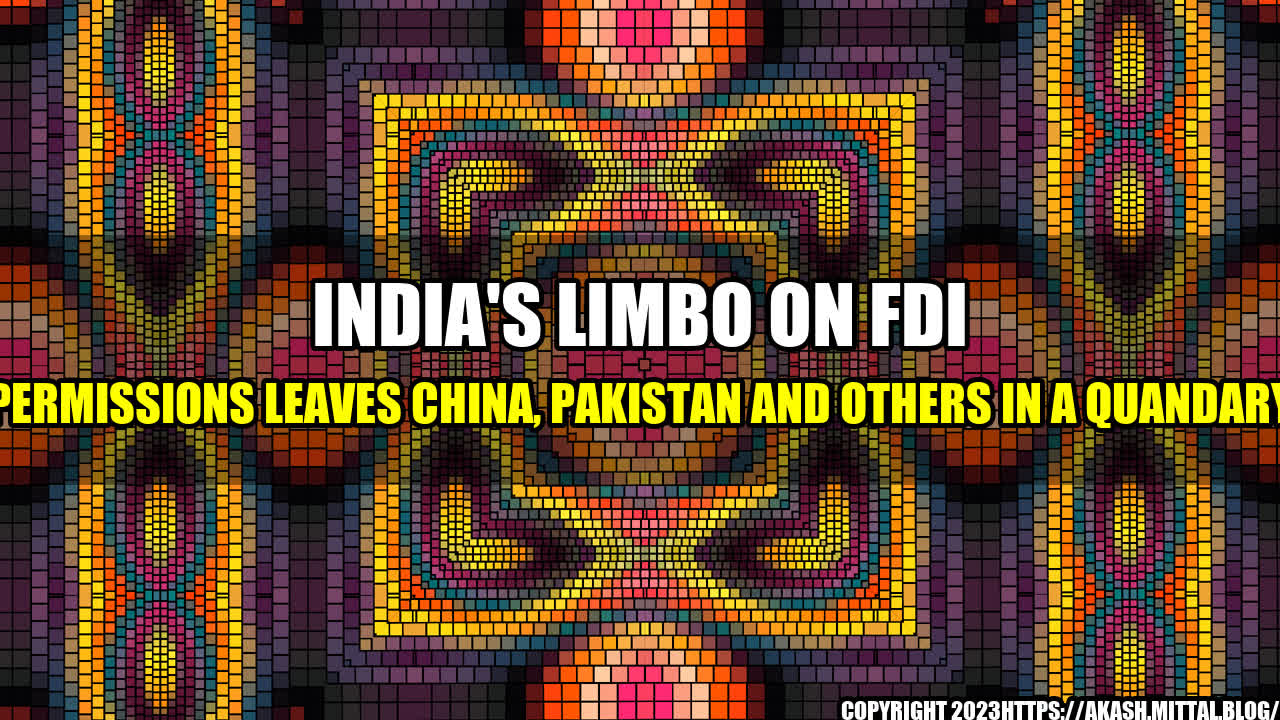 INDIA'S LIMBO ON FDI
PERMISSIONS LEAVES CHINA, PAKISTAN AND OTHERS IN A QUANDARY
COPYRIGHT 2023HTTPS://AKASH.MITTAL.BLOG/